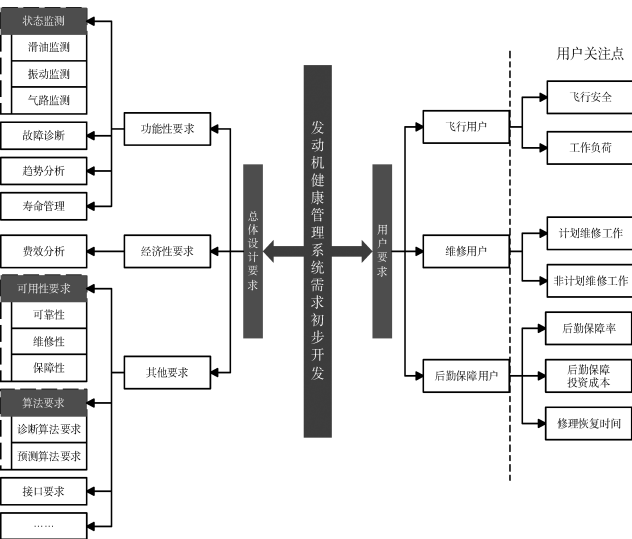 状态监测
滑油监测
振动监测
气路监测
故障诊断
趋势分析
寿命管理
费效分析
可用性要求
可靠性
维修性
保障性
算法要求
诊断算法要求
预测算法要求
接口要求
……
功能性要求
经济性要求
其他要求
总体设计要求
发动机健康管理系统需求初步开发
用户要求
飞行用户
维修用户
后勤保障用户
用户关注点
飞行安全
工作负荷
计划维修工作
非计划维修工作
后勤保障率
后勤保障
投资成本
修理恢复时间